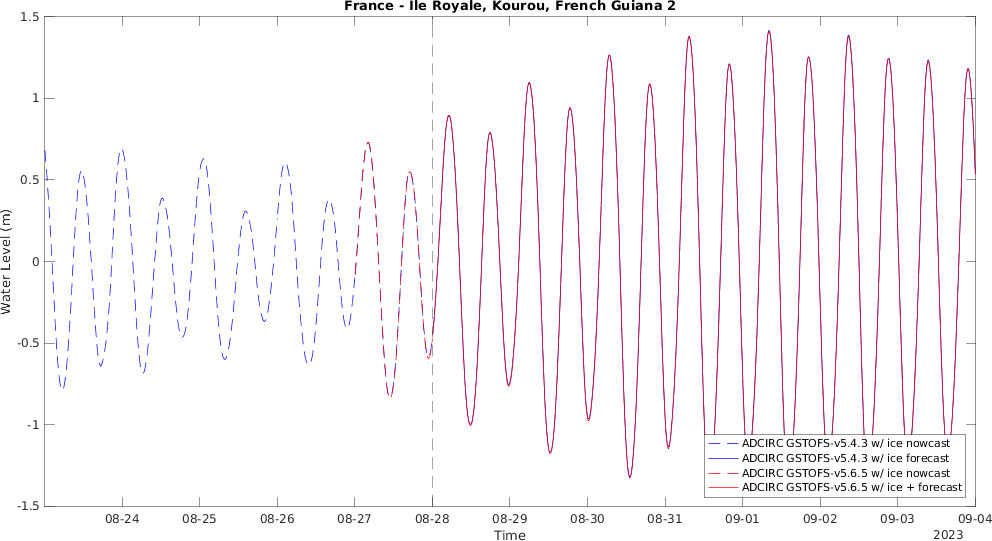 France - Ile Royale, Kourou, French Guiana 2
Water Level (m)
1.5
1
0.5
0
-0.5
-1
-1.5
08-24 08-25 08-26 08-27 08-28 08-29 08-30 08-31 09-01 09-02 09-03 09-04
Time
2023
ADCIRC GSTOFS-v5.4.3 w/ ice nowcast
ADCIRC GSTOFS-v5.4.3 w/ ice forecast
ADCIRC GSTOFS-v5.6.5 w/ ice nowcast
ADCIRC GSTOFS-v5.6.5 w/ ice + forecast